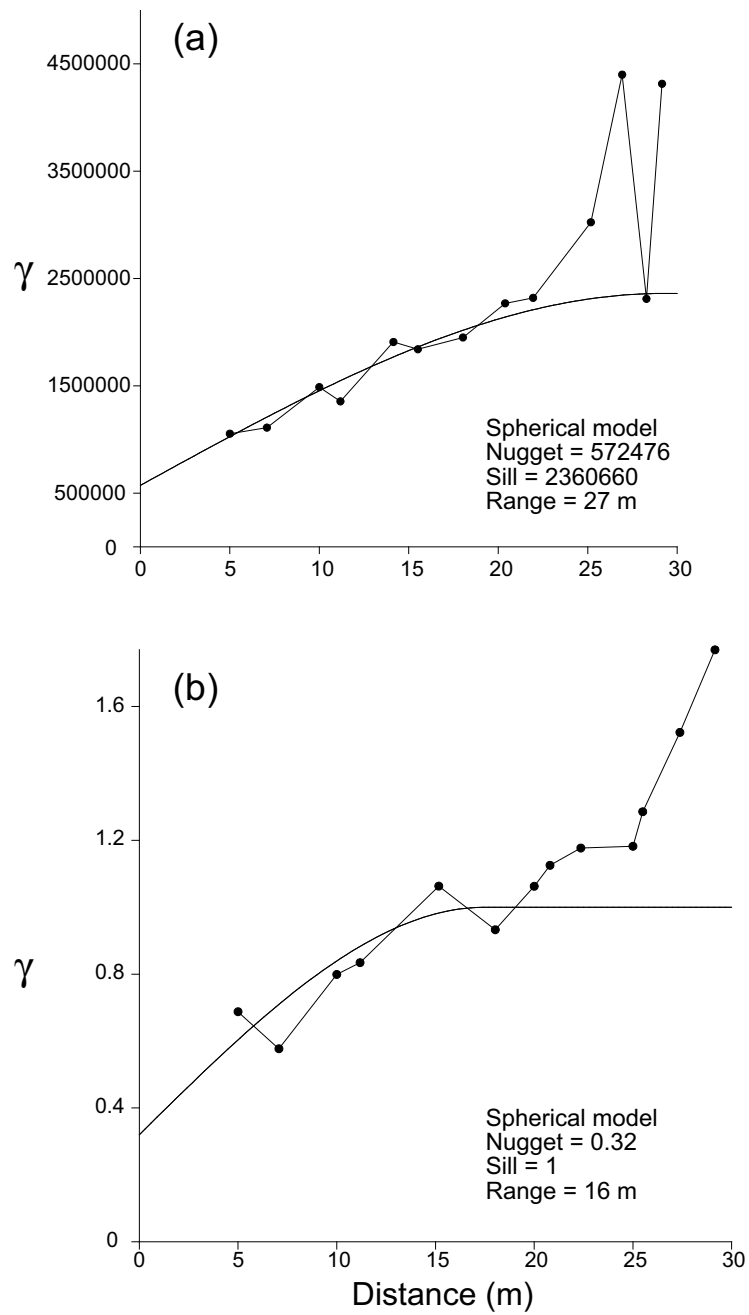 (a)
4500000
3500000
γ
2500000
1500000
500000
0
Spherical model
Nugget = 572476
Sill = 2360660
Range = 27 m
0 5 10 15 20 25 30
(b)
1.6
1.2
γ
0.8
0.4
0
Spherical model
Nugget = 0.32
Sill = 1
Range = 16 m
0 5 10 15 20 25 30
Distance (m)